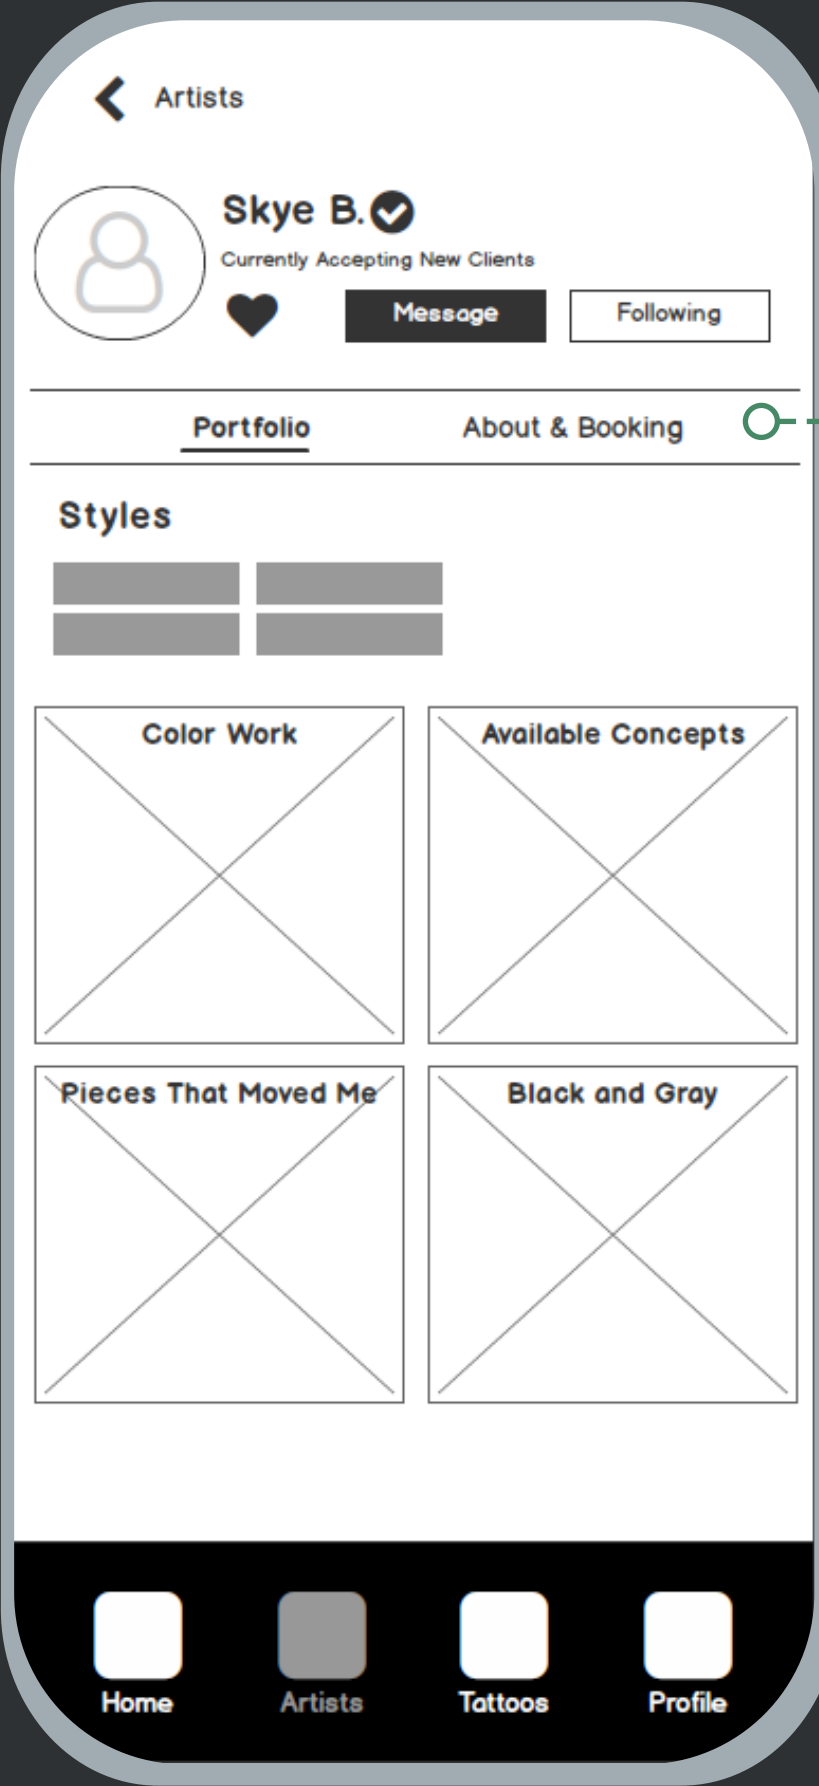 Artists
Skye B.
Currently Accepting New Clients
Message Following
Portfolio About & Booking
Styles
Color Work Available Concepts
Pieces That Moved Me Black and Gray
Home Artists Tattoos Profile